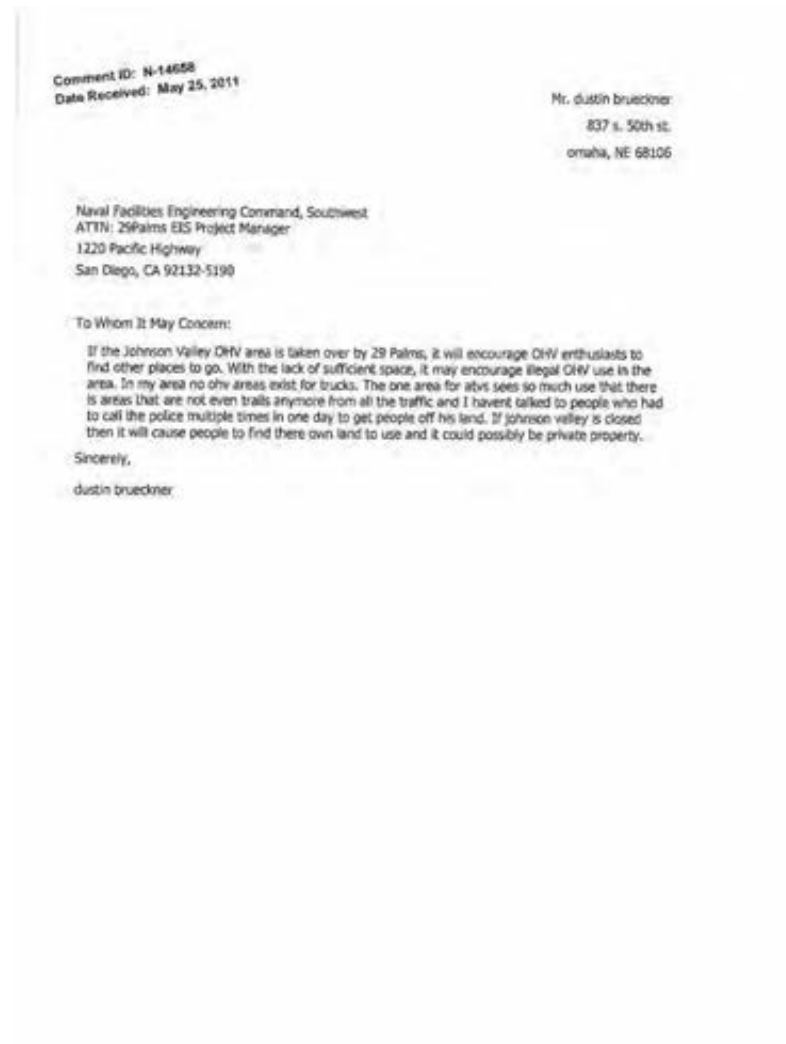 Comment ID: N-14658
Date Received: May 25, 2011
Mr. dustin brueckner
837 s. 50th st.
omaha, NE 68106
Naval Facilities Engineering Command, Southwest
ATTN: 29Palms EIS Project Manager
1220 Pacific Highway
San Diego, CA 92132-5190
To Whom It May Concern:
If the Johnson Valley OHV area is taken over by 29 Palms, it will encourage OHV enthusiasts to
find other places to go. With the lack of sufficient space, it may encourage illegal OHV use in the
area. In my area no ohv areas exist for trucks. The one area for atvs sees so much use that there
is areas that are not even trails anymore from all the traffic and I havent talked to people who had
to call the police multiple times in one day to get people off his land. If johnson valley is closed
then it will cause people to find there own land to use and it could possibly be private property.
Sincerely,
dustin brueckner